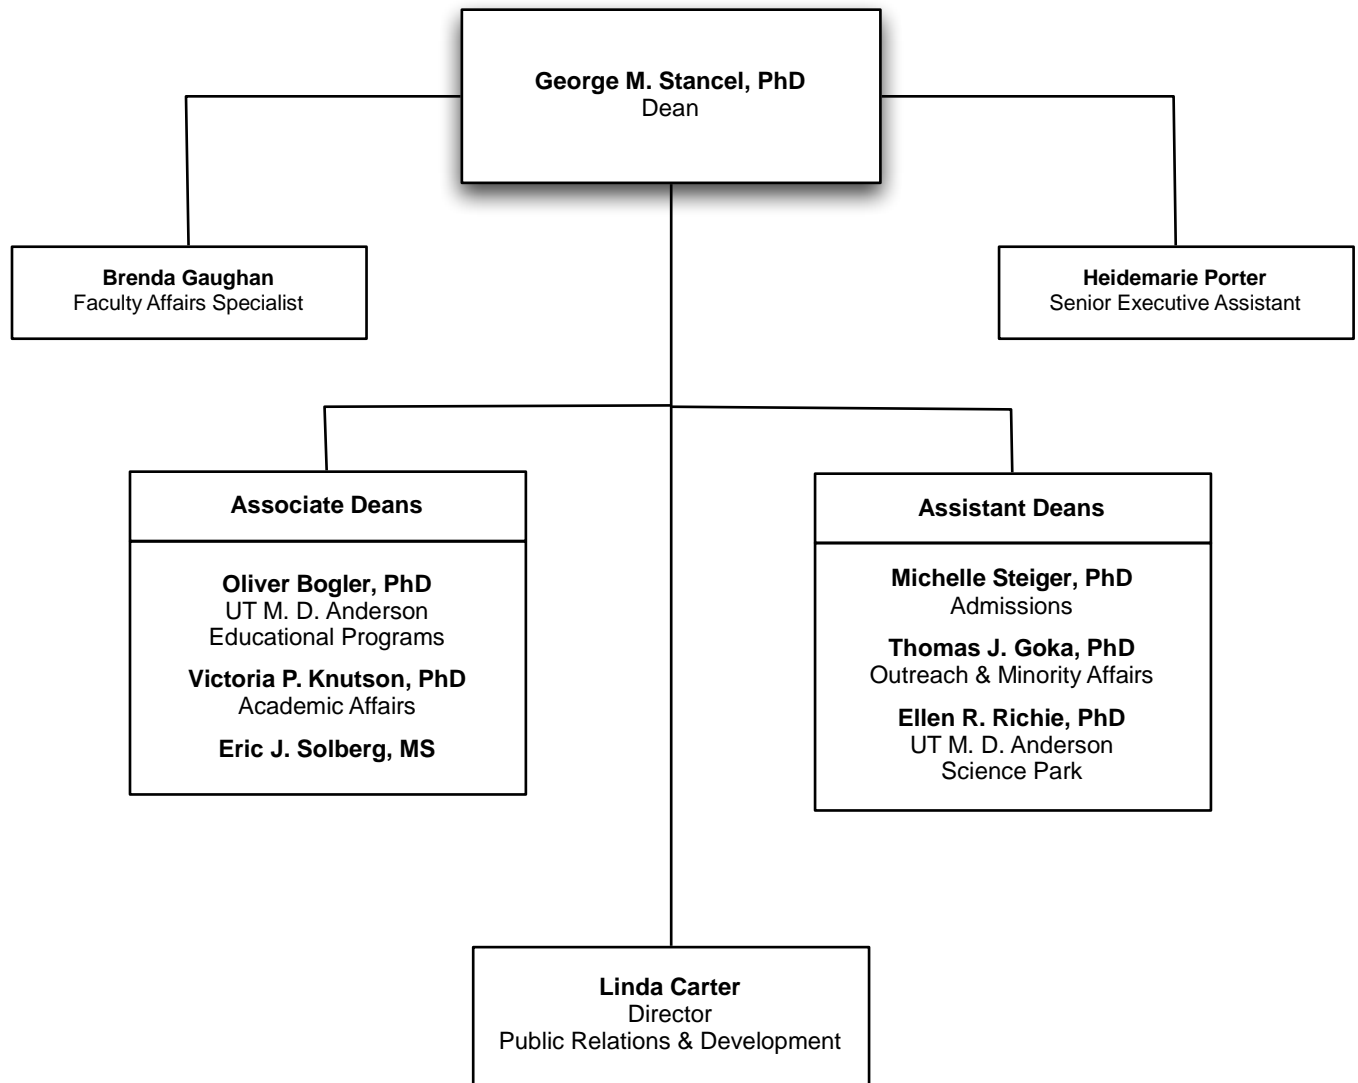 George M. Stancel, PhD
Dean
Brenda Gaughan
Faculty Affairs Specialist
Heidemarie Porter
Senior Executive Assistant
Associate Deans
Oliver Bogler, PhD
UT M. D. Anderson
Educational Programs
Victoria P. Knutson, PhD
Academic Affairs
Eric J. Solberg, MS
Assistant Deans
Michelle Steiger, PhD
Admissions
Thomas J. Goka, PhD
Outreach & Minority Affairs
Ellen R. Richie, PhD
UT M. D. Anderson
Science Park
Linda Carter
Director
Public Relations & Development